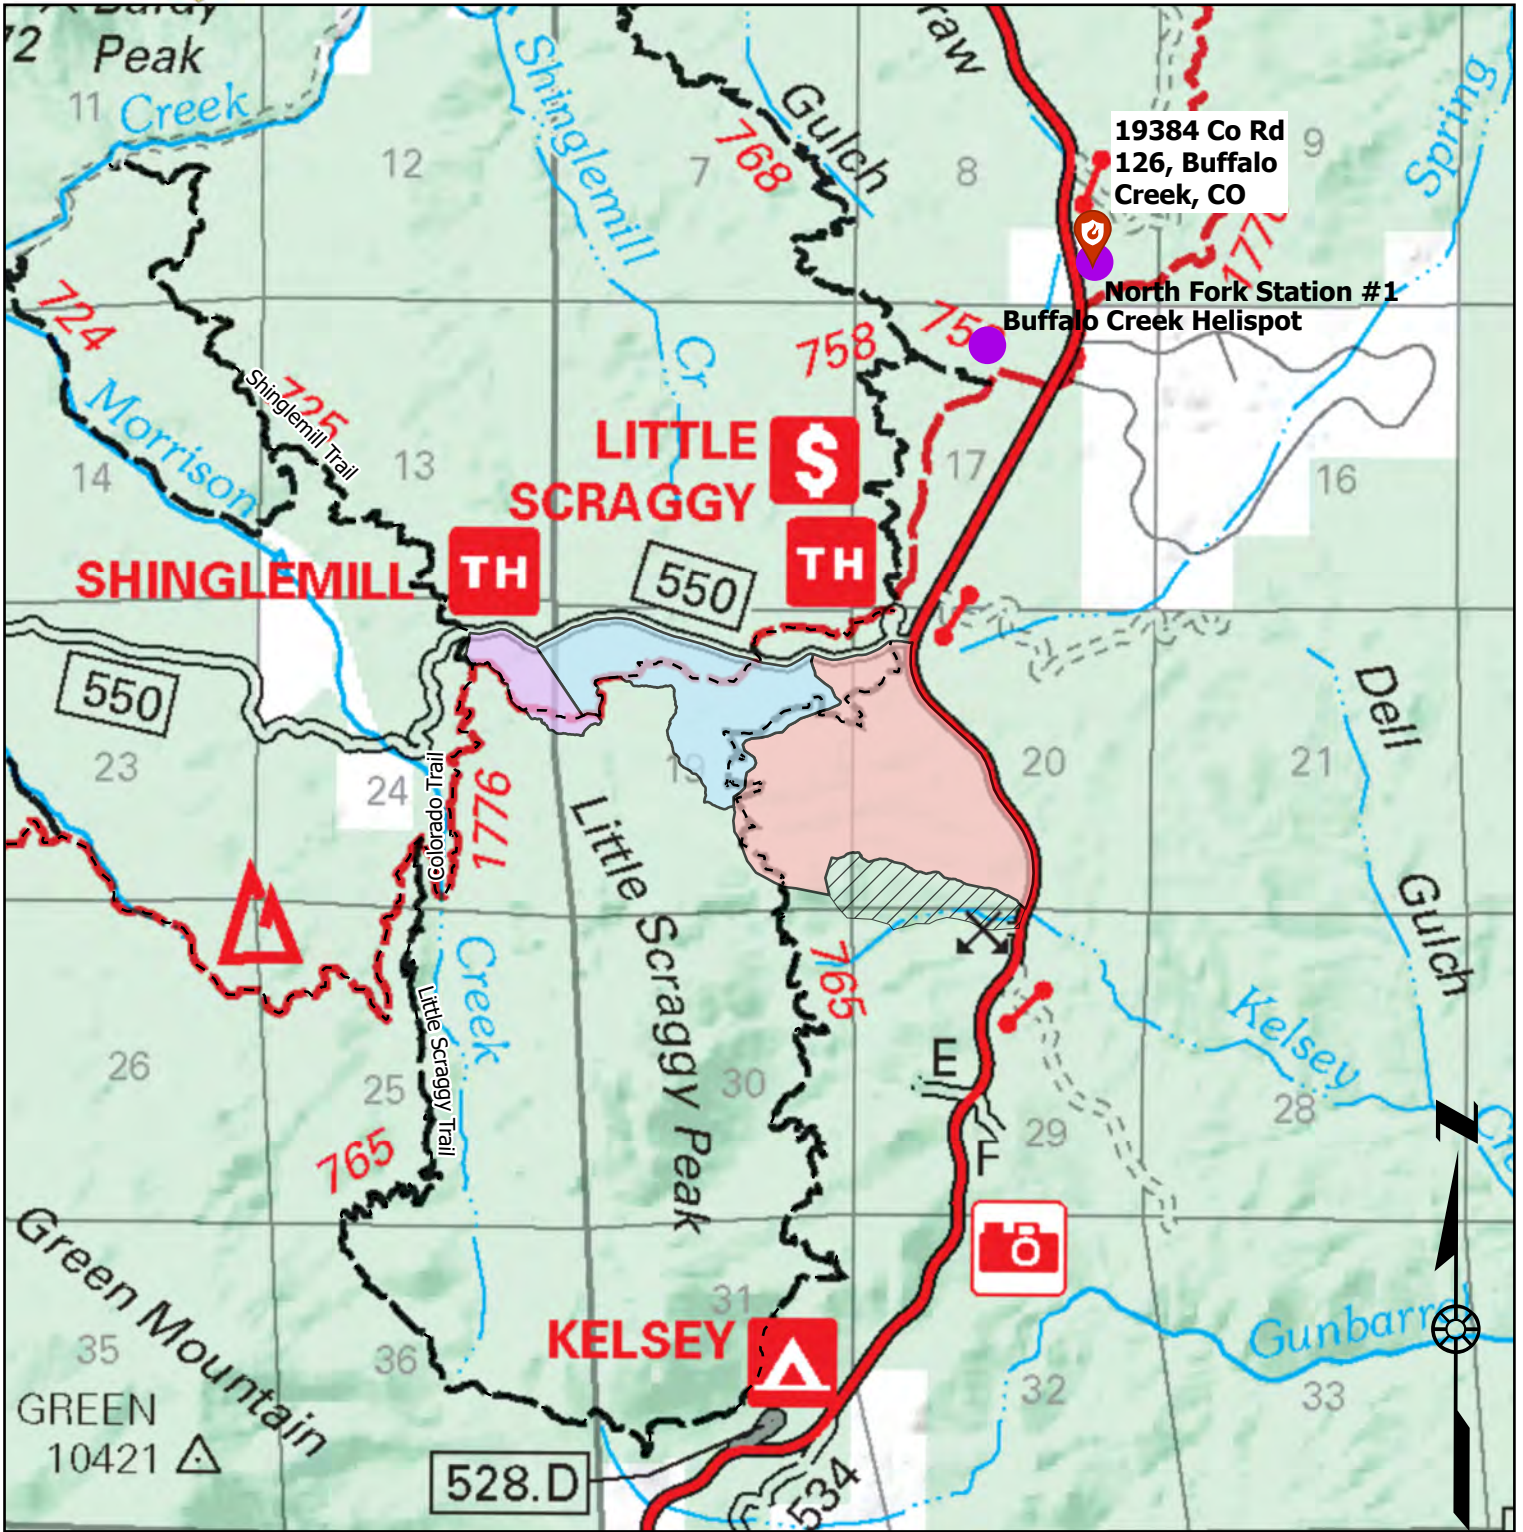 72
Peak
11
Creek
Shinglemill
raw
Gulch
768
12
7
8
9
Spring
19384 Co Rd
126, Buffalo
Creek, CO
1776
North Fork Station #1
Buffalo Creek Helispot
724
758
Cr
725
Shinglemill Trail
Morrison
LITTLE
SCRAGGY
$
14
13
17
16
SHINGLEMILL
TH
TH
550
550
Dell
23
24
19
20
21
Colorado Trail
1776
Little Scraggy Peak
Gulch
765
Creek
Little Scraggy Trail
Kelsey
26
25
30
E
29
28
F
765
N
Green Mountain
31
KELSEY
Gunbarrel
35
36
32
33
GREEN
10421
528.D
534